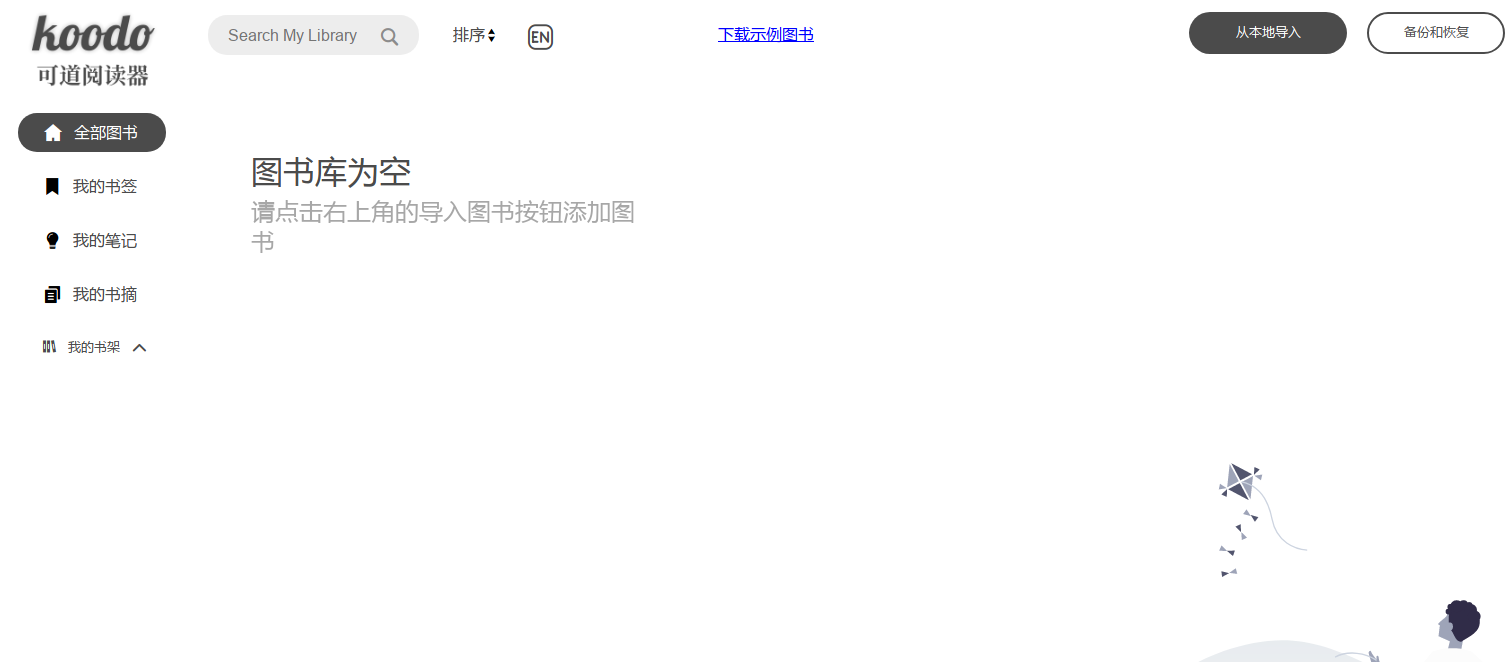 koodo
可道阅读器
Search My Library
排序
EN
下载示例图书
从本地导入
备份和恢复
全部图书
我的书签
我的笔记
我的书摘
我的书架
图书库为空
请点击右上角的导入图书按钮添加图
书